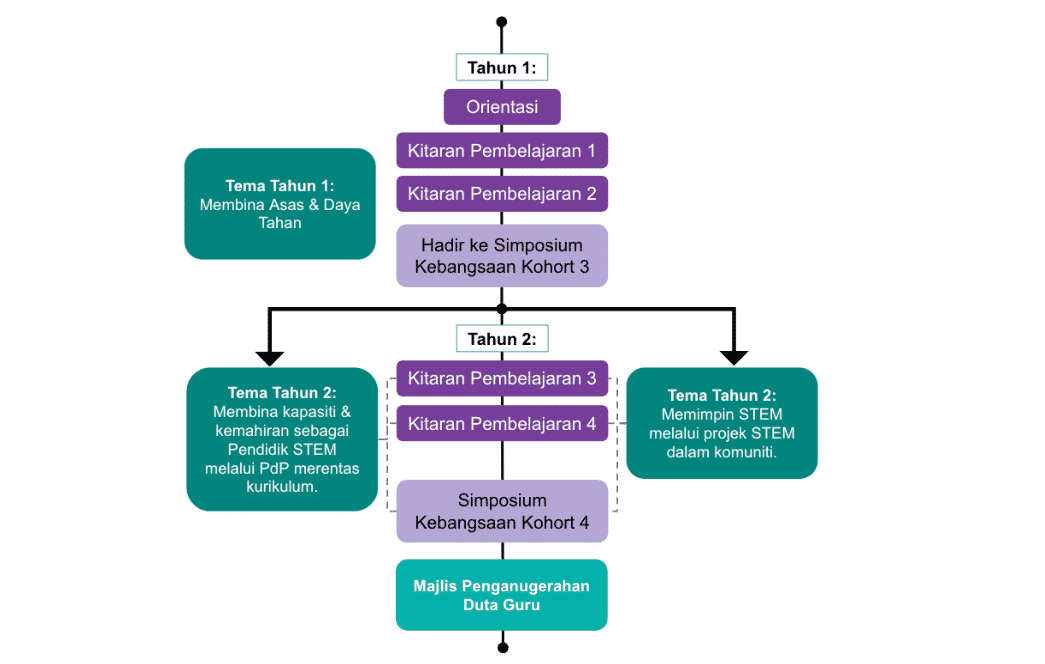 Tahun 1:
Orientasi
Kitaran Pembelajaran 1
Tema Tahun 1:
Membina Asas & Daya
Tahan
Kitaran Pembelajaran 2
Hadir ke Simposium
Kebangsaan Kohort 3
Tahun 2:
Tema Tahun 2:
Membina kapasiti &
kemahiran sebagai
Pendidik STEM
melalui PdP merentas
kurikulum.
Kitaran Pembelajaran 3
Kitaran Pembelajaran 4
Tema Tahun 2:
Memimpin STEM
melalui projek STEM
dalam komuniti.
Simposium
Kebangsaan Kohort 4
Majlis Penganugerahan
Duta Guru